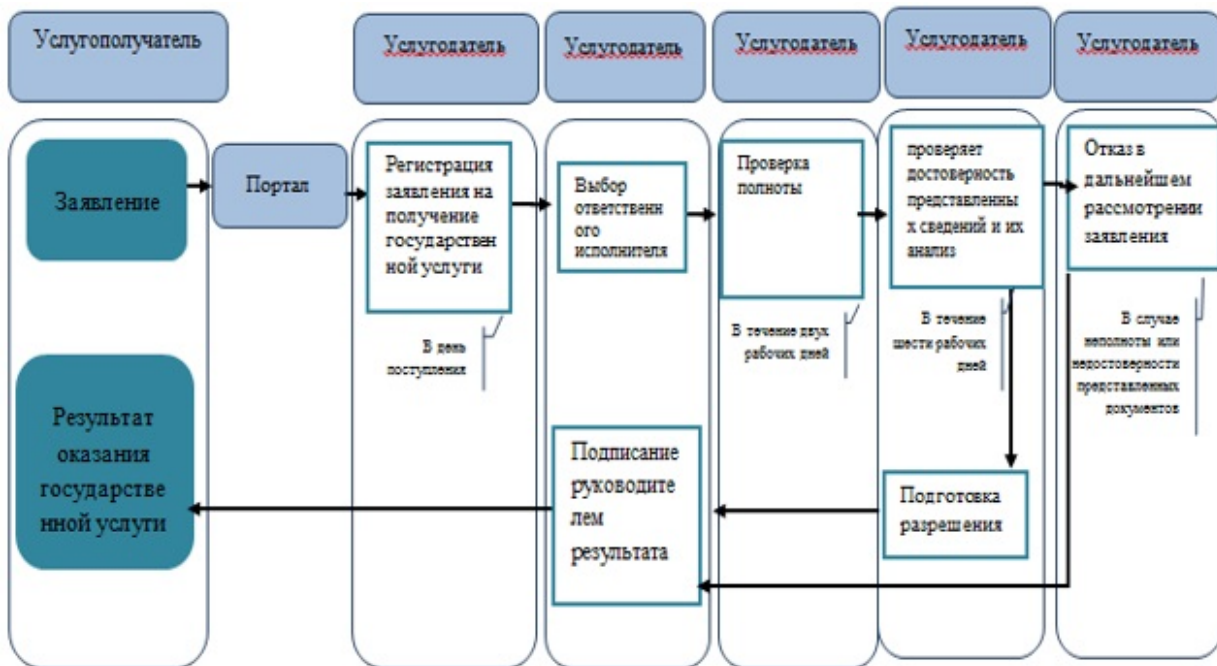 Услугополучатель
Услугодатель
Услугодатель
Услугодатель
Услугодатель
Услугодатель
Заявление
Портал
Регистрация
заявления на
получение
государствен
ной услуги
Выбор
ответственн
ого
исполнителя
Проверка
полноты
проверяет
достоверность
представленны
х сведений и их
анализ
Отказ в
дальнейшем
рассмотрении
заявления
В день
поступления
В течение двух
рабочих дней
В течение
шести рабочих
дней
В случае
неполноты или
недостоверности
представленных
документов
Результат
оказания
государстве
нной услуги
Подписание
руководите
лем
результата
Подготовка
разрешения